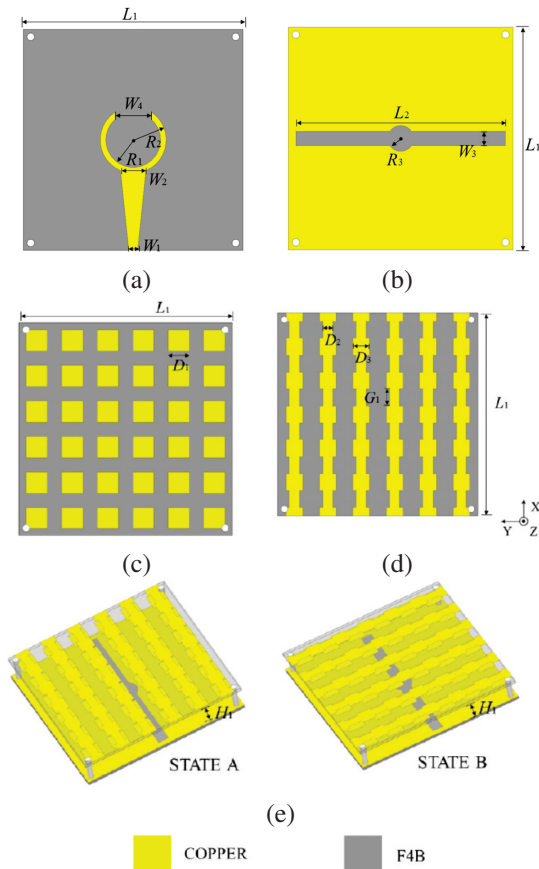 L1
W4
R2
R1
W2
W1
(a)
L2
R3
W3
L1
(b)
L1
D1
(c)
D2
D3
G1
L1
X
Y
Z
(d)
H1
STATE A
H1
STATE B
(e)
COPPER
F4B